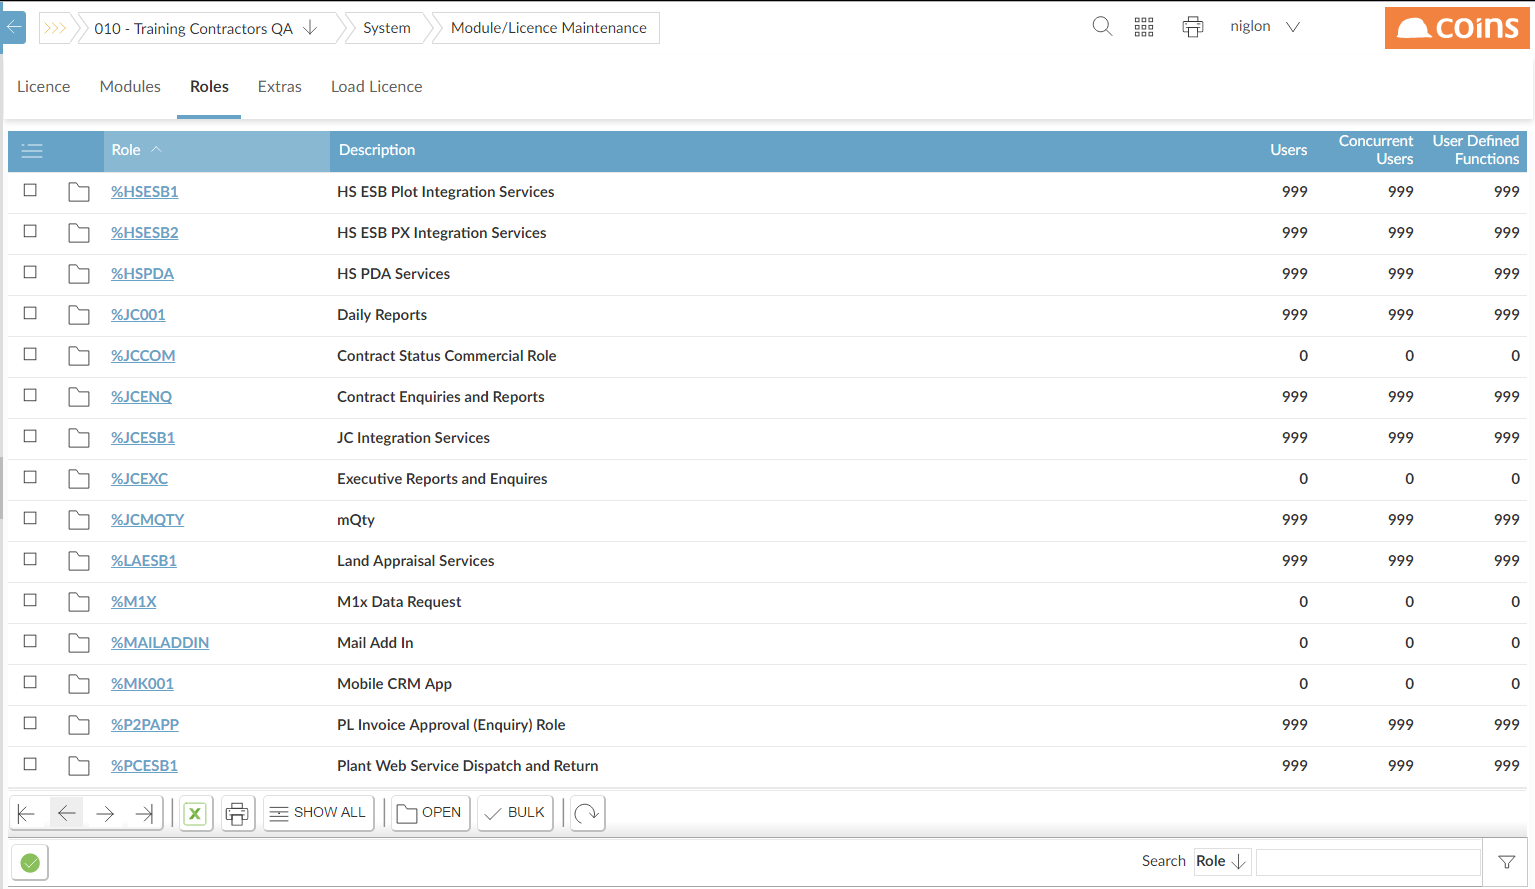 010 - Training Contractors QA System Module/Licence Maintenance niglon coins
Licence Modules Roles Extras Load Licence
Role Description Users Concurrent Users User Defined Functions
%HSESB1 HS ESB Plot Integration Services 999 999 999
%HSESB2 HS ESB PX Integration Services 999 999 999
%HSPDA HS PDA Services 999 999 999
%JC001 Daily Reports 999 999 999
%JCCOM Contract Status Commercial Role 0 0 0
%JCENQ Contract Enquiries and Reports 999 999 999
%JCESB1 JC Integration Services 999 999 999
%JCEXC Executive Reports and Enquires 0 0 0
%JCMQTY mQty 999 999 999
%LAESB1 Land Appraisal Services 999 999 999
%M1X M1x Data Request 0 0 0
%MAILADDIN Mail Add In 0 0 0
%MK001 Mobile CRM App 0 0 0
%P2PAPP PL Invoice Approval (Enquiry) Role 999 999 999
%PCESB1 Plant Web Service Dispatch and Return 999 999 999
X SHOW ALL OPEN BULK
Search Role